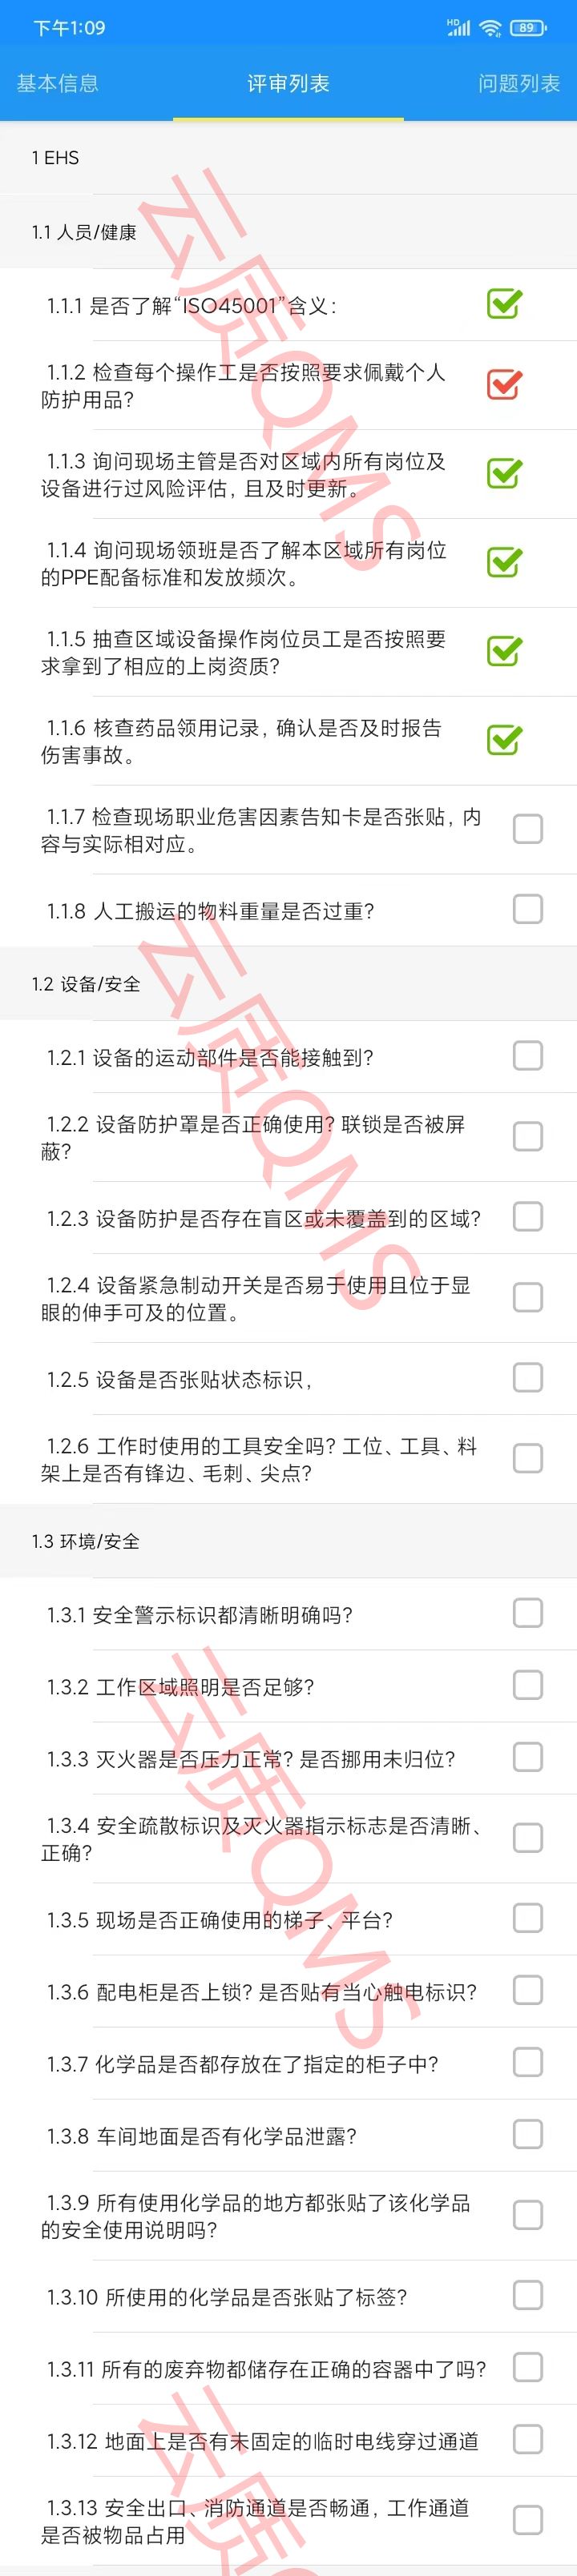 下午1:09
HD
89
基本信息 评审列表 问题列表
1 EHS
1.1 人员/健康
1.1.1 是否了解“ISO45001”含义：
1.1.2 检查每个操作工是否按照要求佩戴个人
防护用品？
1.1.3 询问现场主管是否对区域内所有岗位及
设备进行过风险评估，且及时更新。
1.1.4 询问现场领班是否了解本区域所有岗位
的PPE配备标准和发放频次。
1.1.5 抽查区域设备操作岗位员工是否按照要
求拿到了相应的上岗资质？
1.1.6 核查药品领用记录，确认是否及时报告
伤害事故。
1.1.7 检查现场职业危害因素告知卡是否张贴，内
容与实际相对应。
1.1.8 人工搬运的物料重量是否过重？
1.2 设备/安全
1.2.1 设备的运动部件是否能接触到？
1.2.2 设备防护罩是否正确使用？联锁是否被屏
蔽？
1.2.3 设备防护是否存在盲区或未覆盖到的区域？
1.2.4 设备紧急制动开关是否易于使用且位于显
眼的伸手可及的位置。
1.2.5 设备是否张贴状态标识，
1.2.6 工作时使用的工具安全吗？工位、工具、料
架上是否有锋边、毛刺、尖点？
1.3 环境/安全
1.3.1 安全警示标识都清晰明确吗？
1.3.2 工作区域照明是否足够？
1.3.3 灭火器是否压力正常？是否挪用未归位？
1.3.4 安全疏散标识及灭火器指示标志是否清晰、
正确？
1.3.5 现场是否正确使用的梯子、平台？
1.3.6 配电柜是否上锁？是否贴有当心触电标识？
1.3.7 化学品是否都存放在了指定的柜子中？
1.3.8 车间地面是否有化学品泄露？
1.3.9 所有使用化学品的地方都张贴了该化学品
的安全使用说明吗？
1.3.10 所使用的化学品是否张贴了标签？
1.3.11 所有的废弃物都储存在正确的容器中了吗？
1.3.12 地面上是否有未固定的临时电线穿过通道
1.3.13 安全出口、消防通道是否畅通，工作通道
是否被物品占用
云质QMS
云质QMS
云质QMS
云质Q